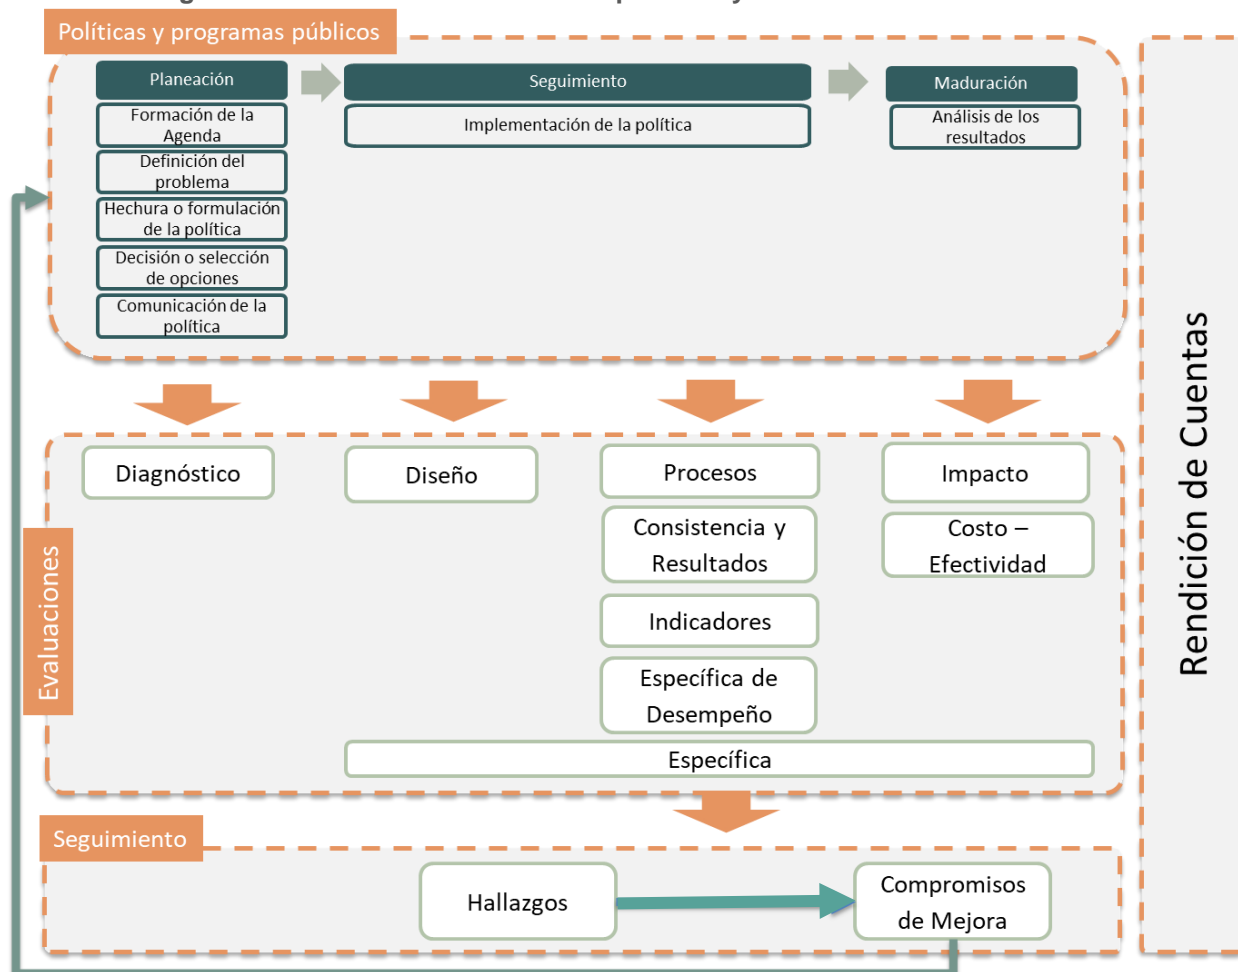 Políticas y programas públicos
Planeación
Formación de la
Agenda
Definición del
problema
Hechura o formulación
de la política
Decisión o selección
de opciones
Comunicación de la
política
Seguimiento
Implementación de la política
Maduración
Análisis de los
resultados
Rendición de Cuentas
Evaluaciones
Diagnóstico
Diseño
Procesos
Consistencia y
Resultados
Indicadores
Específica de
Desempeño
Impacto
Costo –
Efectividad
Específica
Seguimiento
Hallazgos
Compromisos
de Mejora